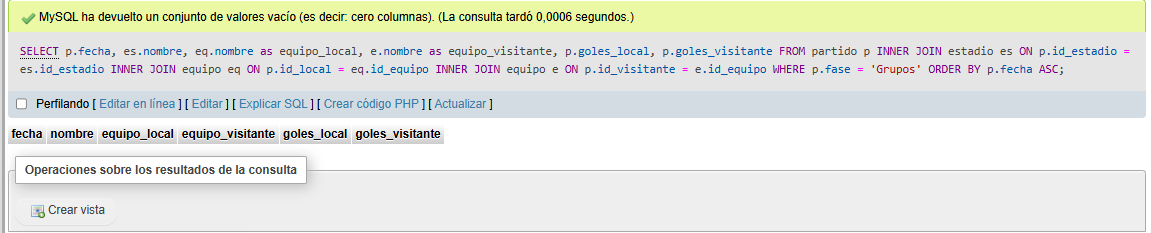 MySQL ha devuelto un conjunto de valores vacío (es decir: cero columnas). (La consulta tardó 0,0006 segundos.)
SELECT p.fecha, es.nombre, eq.nombre as equipo_local, e.nombre as equipo_visitante, p.goles_local, p.goles_visitante FROM partido p INNER JOIN estadio es ON p.id_estadio =
es.id_estadio INNER JOIN equipo eq ON p.id_local = eq.id_equipo INNER JOIN equipo e ON p.id_visitante = e.id_equipo WHERE p.fase = 'Grupos' ORDER BY p.fecha ASC;
Perfilando [ Editar en línea ] [ Editar ] [ Explicar SQL ] [ Crear código PHP ] [ Actualizar ]
fecha nombre equipo_local equipo_visitante goles_local goles_visitante
Operaciones sobre los resultados de la consulta
Crear vista